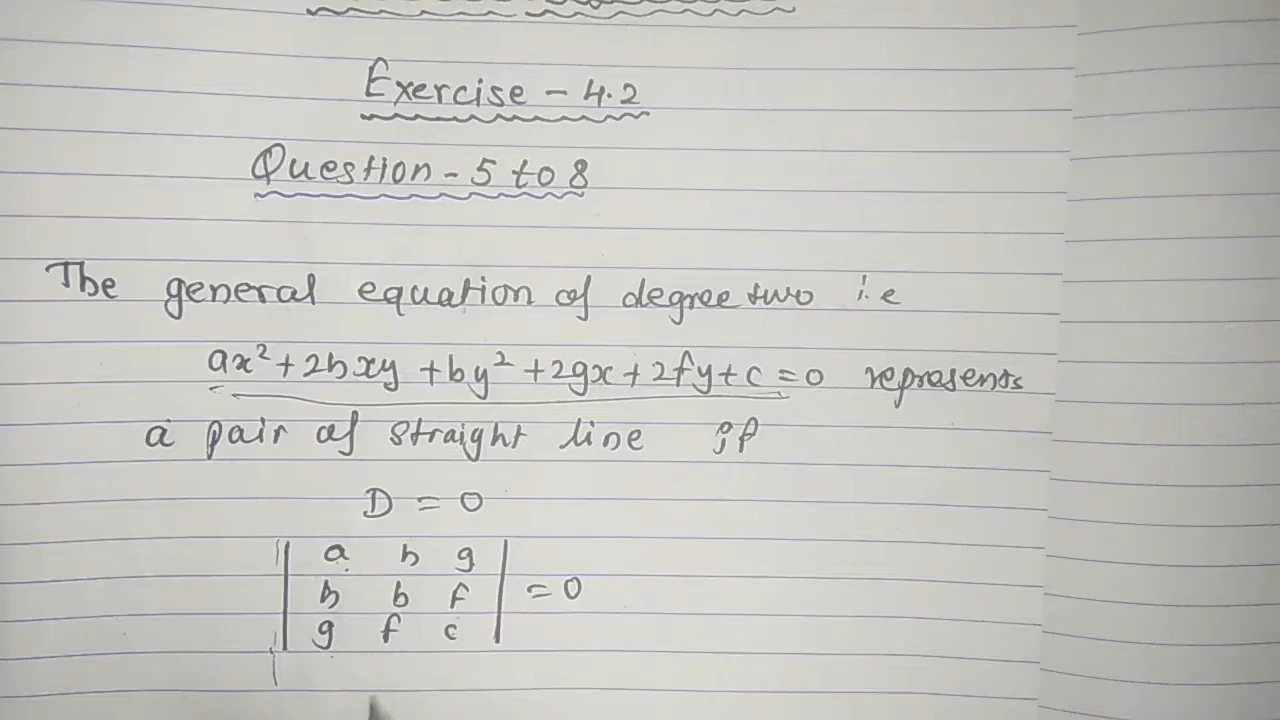 Exercise - 4.2
Question - 5 to 8
The general equation of degree two i.e
ax² + 2hxy + by² + 2gx + 2fy + c = 0 represents
a pair of straight line if
D = 0
| a h g |
| h b f | = 0
| g f c |